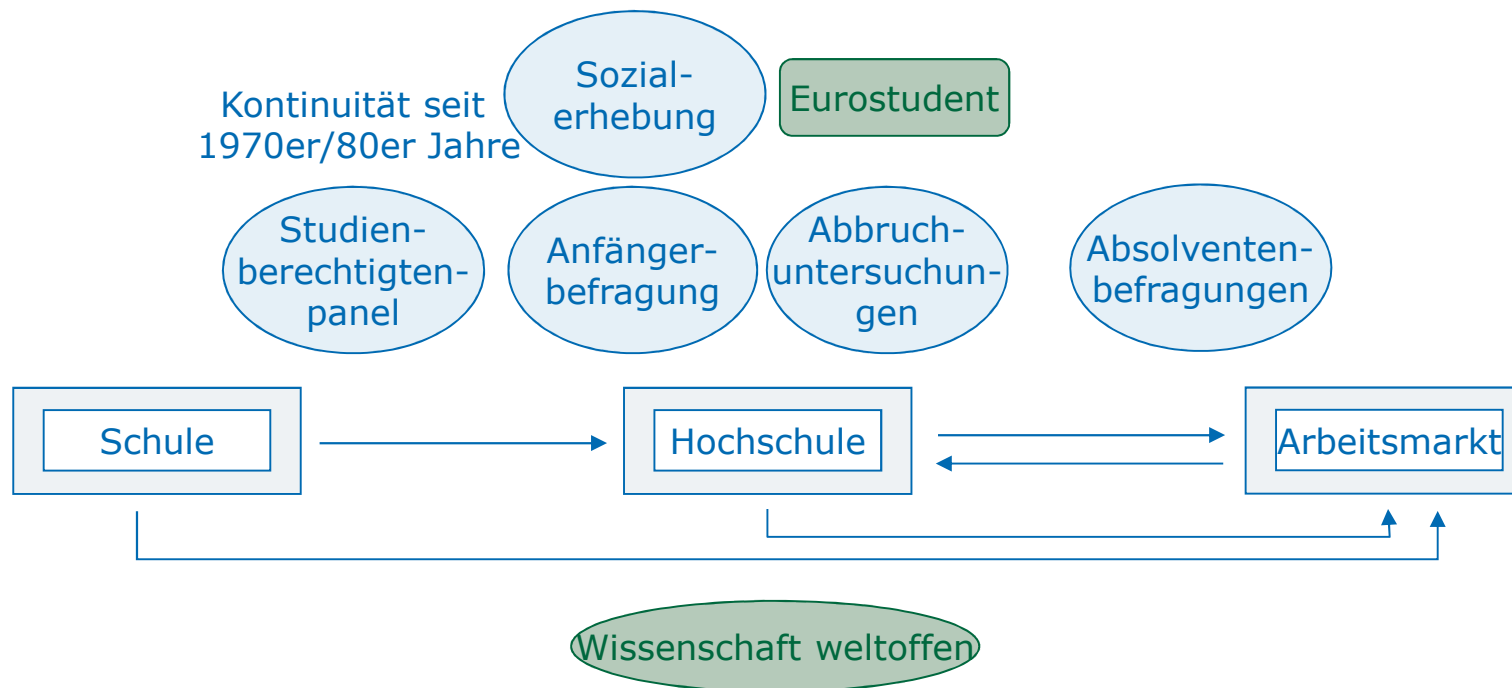 Sozial-
erhebung
Eurostudent
Kontinuität seit
1970er/80er Jahre
Studien-
berechtigten-
panel
Anfänger-
befragung
Abbruch-
untersuchun-
gen
Absolventen-
befragungen
Schule
Hochschule
Arbeitsmarkt
Wissenschaft weltoffen